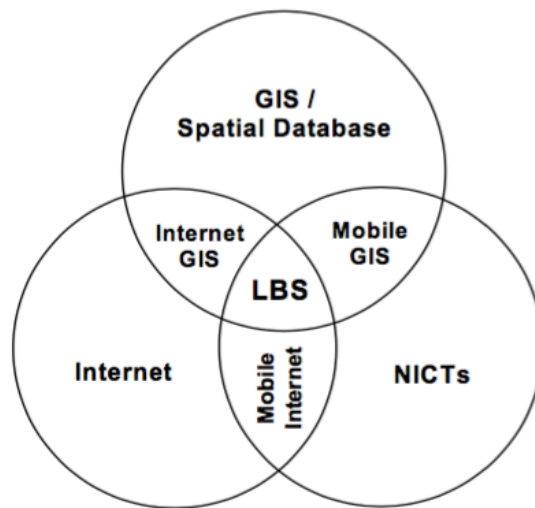 GIS /
Spatial Database
Internet
GIS
Mobile
GIS
LBS
Internet
Mobile
Internet
NICTs